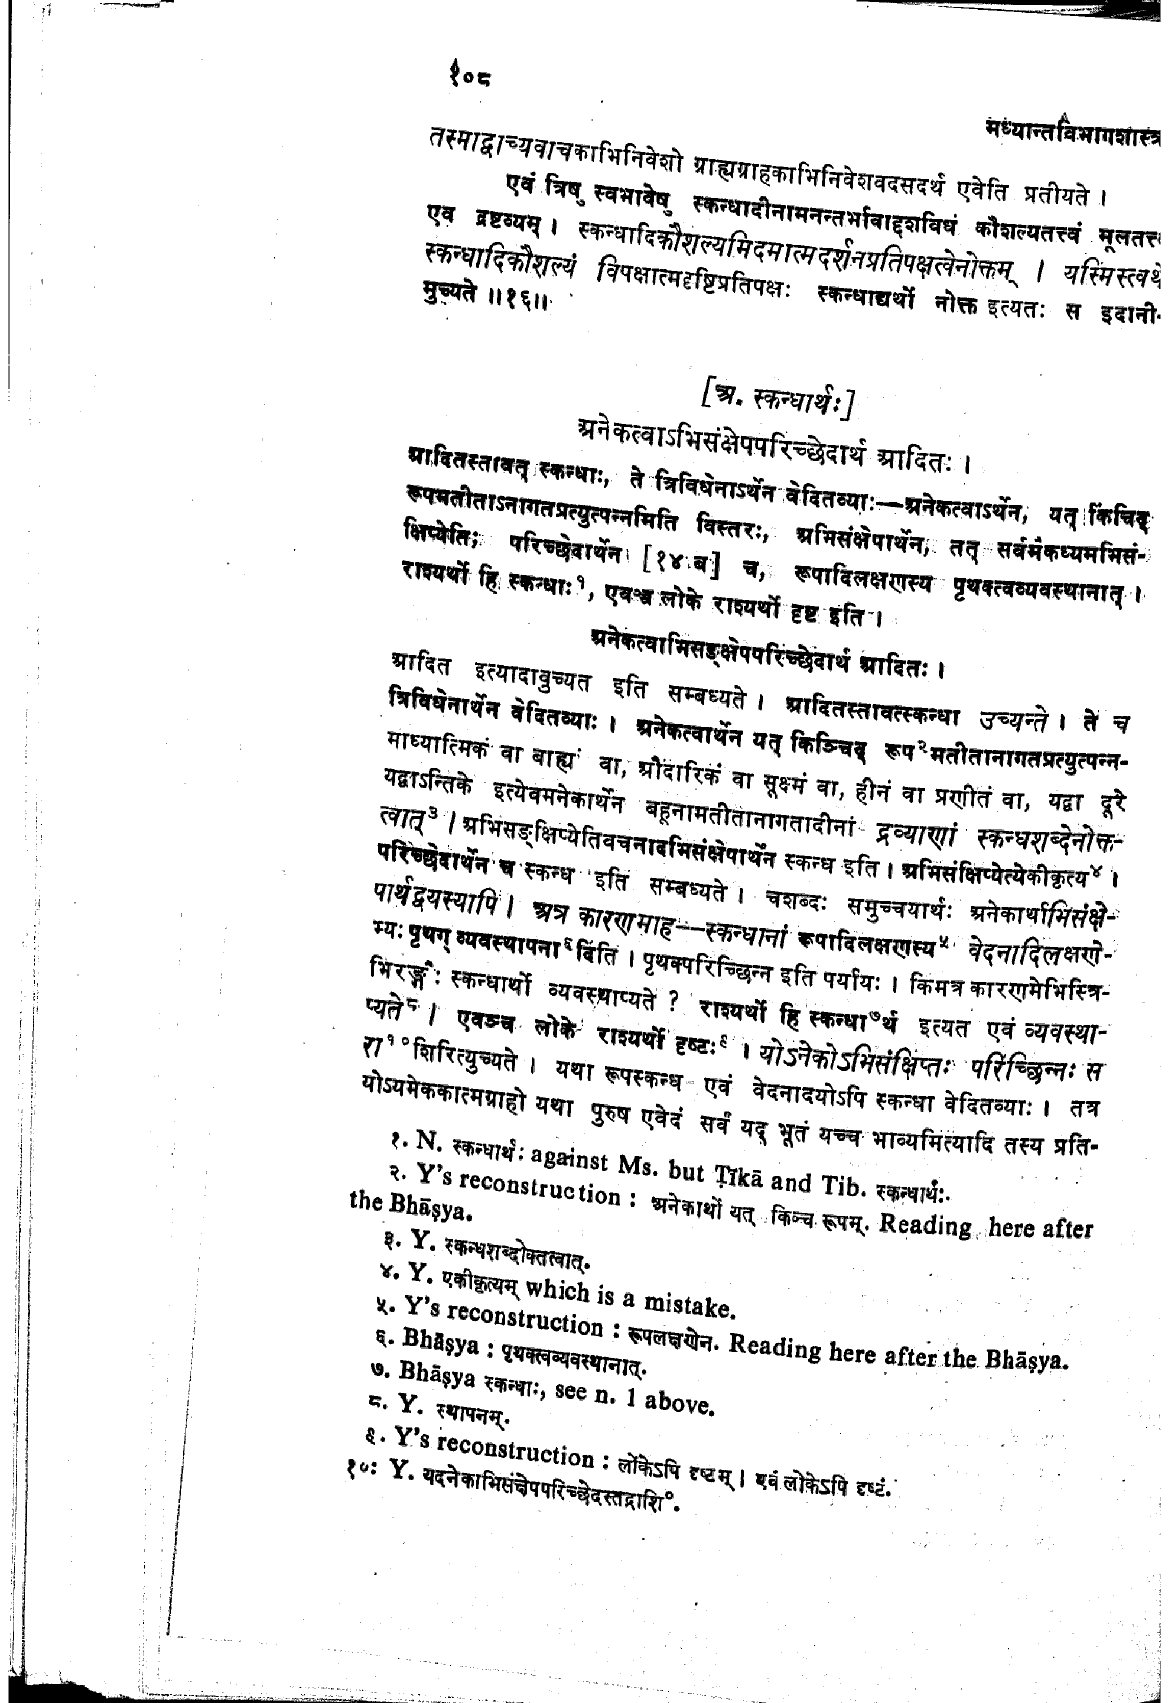 १०८
मध्यान्तविभागशास्त्र
तस्माद्वाच्यवाचकाभिनिवेशो ग्राह्यग्राहकाभिनिवेशवदसदर्थ एवेति प्रतीयते ।
एवं त्रिषु स्वभावेषु स्कन्धादीनामनन्तर्भावाद्दशविधं कौशल्यतत्त्वं मूलतत्त्व
एव द्रष्टव्यम् । स्कन्धादिकौशल्यमिदमात्मदर्शनप्रतिपक्षत्वेनोक्तम् । यस्मिंस्त्वर्थे
स्कन्धादिकौशल्यं विपक्षात्मदृष्टिप्रतिपक्षः स्कन्धाद्यर्थो नोक्त इत्यतः स इदानी-
मुच्यते ॥१६॥
[अ. स्कन्धार्थः]
अनेकत्वाऽभिसंक्षेपपरिच्छेदार्थ आदितः ।
आदितस्तावत् स्कन्धाः, ते त्रिविधेनाऽर्थेन वेदितव्याः—अनेकत्वाऽर्थेन, यत् किंचिद्
रूपमतीताऽनागतप्रत्युत्पन्नमिति विस्तरः, अभिसंक्षेपार्थेन, तत् सर्वमैकध्यमभिसं-
क्षिप्येति; परिच्छेदार्थेन [१४ ब] च, रूपादिलक्षणस्य पृथक्त्वव्यवस्थानात् ।
राश्यर्थो हि स्कन्धाः१, एवञ्च लोके राश्यर्थो दृष्ट इति ।
अनेकत्वाभिसङ्क्षेपपरिच्छेदार्थ आदितः ।
आदित इत्यादावुच्यत इति सम्बध्यते । आदितस्तावत्स्कन्धा उच्यन्ते । ते च
त्रिविधेनार्थेन वेदितव्याः । अनेकत्वार्थेन यत् किञ्चिद् रूप२मतीतानागतप्रत्युत्पन्न-
माध्यात्मिकं वा बाह्यं वा, औदारिकं वा सूक्ष्मं वा, हीनं वा प्रणीतं वा, यद्वा दूरे
यद्वाऽन्तिके इत्येवमनेकार्थेन बहूनामतीतानागतादीनां द्रव्याणां स्कन्धशब्देनोक्त-
त्वात्३ । अभिसङ्क्षिप्येतिवचनादभिसंक्षेपार्थेन स्कन्ध इति । अभिसंक्षिप्येत्येकीकृत्य४ ।
परिच्छेदार्थेन च स्कन्ध इति सम्बध्यते । चशब्दः समुच्चयार्थः अनेकार्थाभिसंक्षे-
पार्थद्वयस्यापि । अत्र कारणमाह—स्कन्धानां रूपादिलक्षणस्य५ वेदनादिलक्षणे-
भ्यः पृथग् व्यवस्थापना६दिति । पृथक्परिच्छिन्न इति पर्यायः । किमत्र कारणमेभिस्त्रि-
भिरङ्गैः स्कन्धार्थो व्यवस्थाप्यते ? राश्यर्थो हि स्कन्धा७र्थ इत्यत एवं व्यवस्था-
प्यते८ । एवञ्च लोके राश्यर्थो दृष्टः९ । योऽनेकोऽभिसंक्षिप्तः परिच्छिन्नः स
रा१०शिरित्युच्यते । यथा रूपस्कन्ध एवं वेदनादयोऽपि स्कन्धा वेदितव्याः । तत्र
योऽयमेककात्मग्राहो यथा पुरुष एवेदं सर्वं यद् भूतं यच्च भाव्यमित्यादि तस्य प्रति-
१. N. स्कन्धार्थः against Ms. but Ṭīkā and Tib. स्कन्धार्थः.
२. Y's reconstruction : अनेकार्थो यत् किञ्च रूपम्. Reading here after
the Bhāṣya.
३. Y. स्कन्धशब्दोक्तत्वात्.
४. Y. एकीकृत्यम् which is a mistake.
५. Y's reconstruction : रूपलक्षणेन. Reading here after the Bhāṣya.
६. Bhāṣya : पृथक्त्वव्यवस्थानात्.
७. Bhāṣya स्कन्धाः, see n. 1 above.
८. Y. स्थापनम्.
९. Y's reconstruction : लोकेऽपि दृष्टम् । एवं लोकेऽपि दृष्टं.
१०. Y. यदनेकाभिसंक्षेपपरिच्छेदस्तद्राशि°.